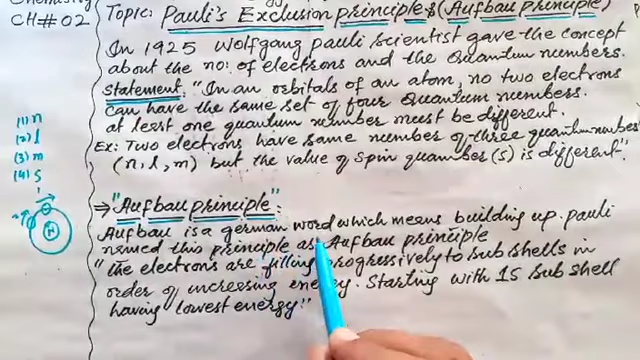 Chemistry
CH#02
Topic: Pauli's Exclusion principle & (Aufbau principle)
In 1925 Wolfgang pauli scientist gave the concept
about the no: of electrons and the Quantum numbers.
Statement: "In an orbitals of an atom, no two electrons
can have the same set of four Quantum numbers.
at least one quantum number must be different.
Ex: Two electrons have same number of three quantum number
(n, l, m) but the value of spin quamber (s) is different".
(1) n
(2) l
(3) m
(4) s
N
⇒ "Aufbau principle":
Aufbau is a german word which means building up. pauli
named this principle as Aufbau principle
"The electrons are filling progressively to sub shells in
order of increasing energy. Starting with 1S sub shell
having lowest energy"